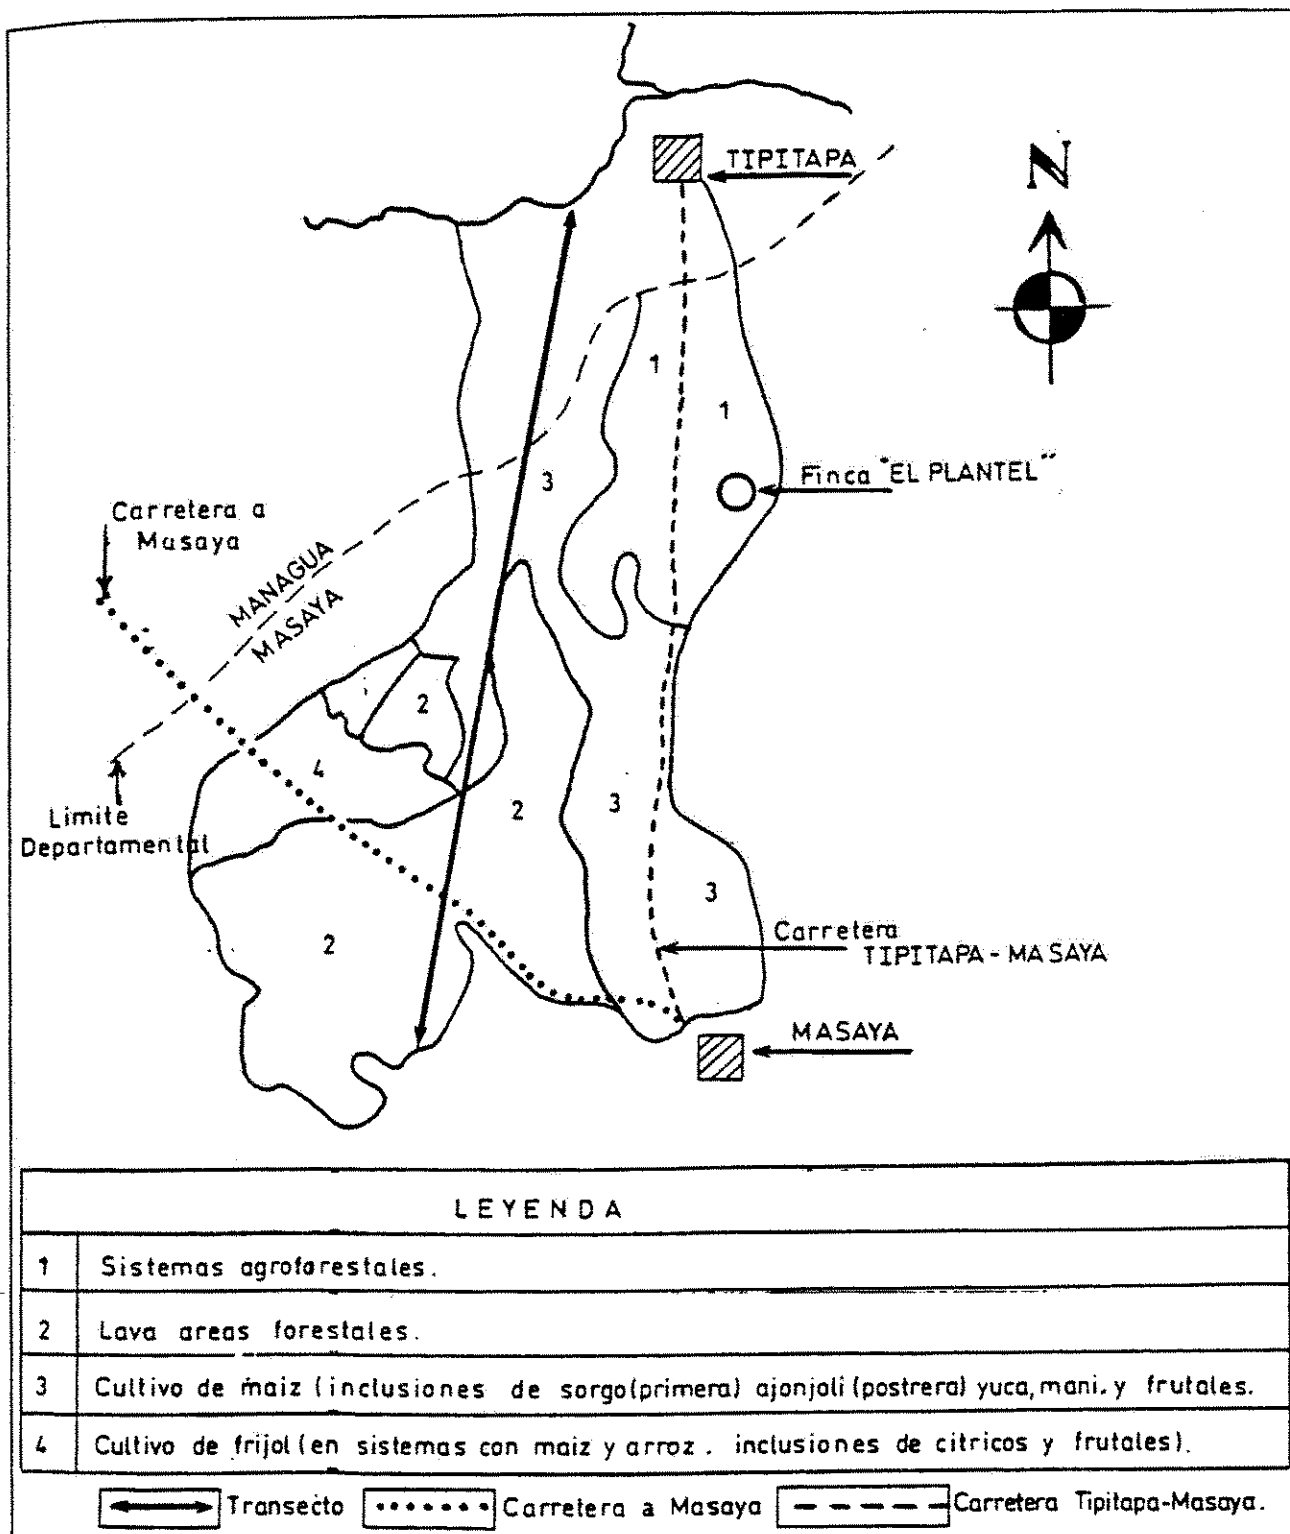 TIPITAPA
N
1
1
3
Finca "EL PLANTEL"
Carretera a
Masaya
MANAGUA
MASAYA
2
4
Limite
Departamental
2
3
3
2
Carretera
TIPITAPA-MASAYA
MASAYA
LEYENDA
1 Sistemas agroforestales.
2 Lava areas forestales.
3 Cultivo de maiz (inclusiones de sorgo(primera) ajonjoli(postrera) yuca, mani. y frutales.
4 Cultivo de frijol (en sistemas con maiz y arroz. inclusiones de citricos y frutales).
Transecto Carretera a Masaya Carretera Tipitapa-Masaya.